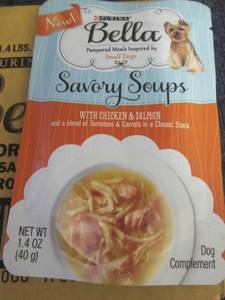 New!
PURINA
Bella
Pampered Meals Inspired by
Small Dogs
Savory Soups
WITH CHICKEN & SALMON
and a blend of Tomatoes & Carrots in a Classic Stock
NET WT
1.4 OZ
(40 g)
Dog
Complement
.4 LBS.